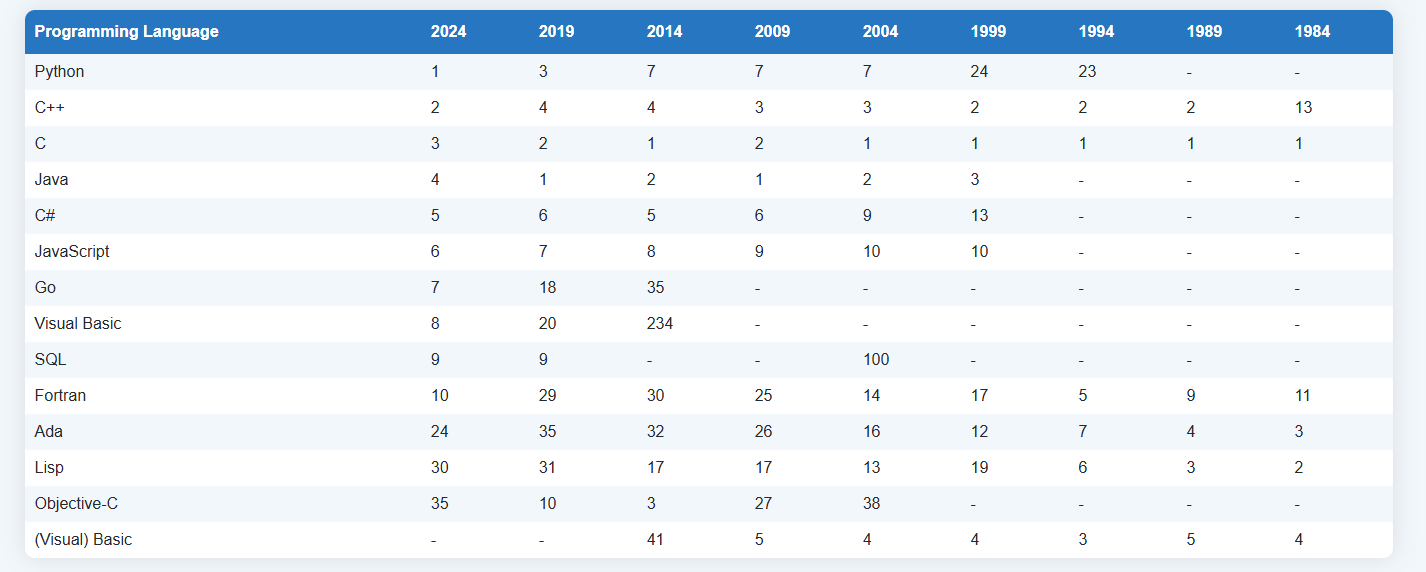 Programming Language 2024 2019 2014 2009 2004 1999 1994 1989 1984
Python 1 3 7 7 7 24 23 - -
C++ 2 4 4 3 3 2 2 2 13
C 3 2 1 2 1 1 1 1 1
Java 4 1 2 1 2 3 - - -
C# 5 6 5 6 9 13 - - -
JavaScript 6 7 8 9 10 10 - - -
Go 7 18 35 - - - - - -
Visual Basic 8 20 234 - - - - - -
SQL 9 9 - - 100 - - - -
Fortran 10 29 30 25 14 17 5 9 11
Ada 24 35 32 26 16 12 7 4 3
Lisp 30 31 17 17 13 19 6 3 2
Objective-C 35 10 3 27 38 - - - -
(Visual) Basic - - 41 5 4 4 3 5 4